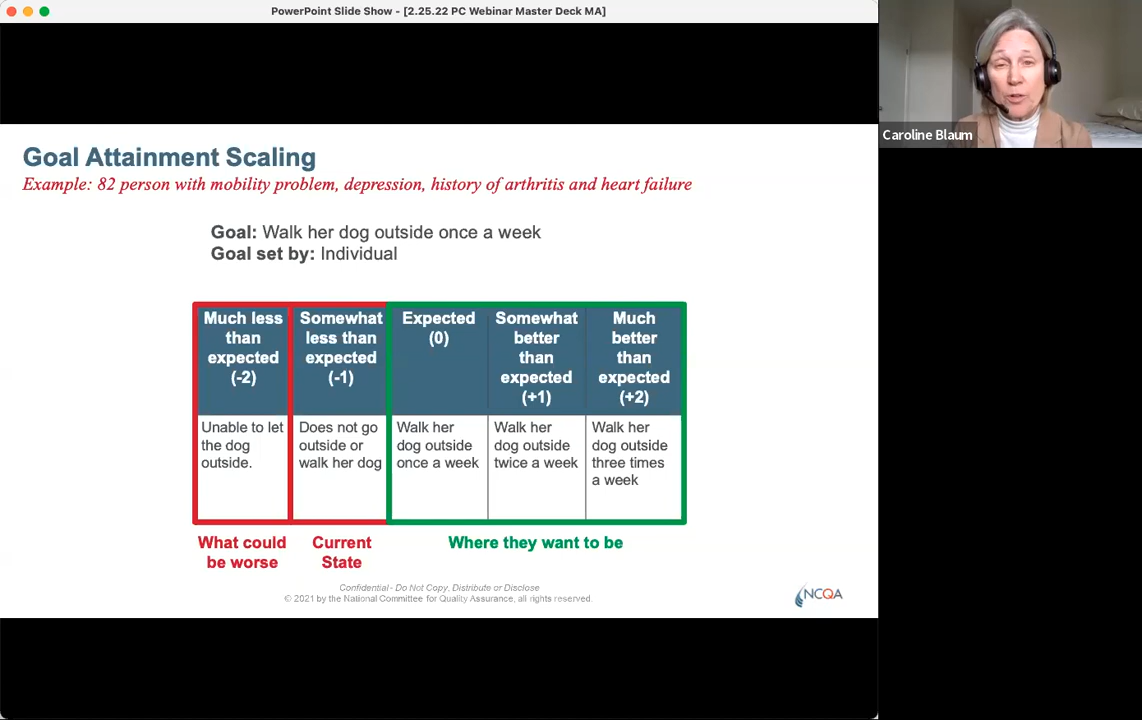 PowerPoint Slide Show - [2.25.22 PC Webinar Master Deck MA]
Caroline Blaum
Goal Attainment Scaling
Example: 82 person with mobility problem, depression, history of arthritis and heart failure
Goal: Walk her dog outside once a week
Goal set by: Individual
Much less
than
expected
(-2)
Somewhat
less than
expected
(-1)
Expected
(0)
Somewhat
better
than
expected
(+1)
Much
better
than
expected
(+2)
Unable to let
the dog
outside.
Does not go
outside or
walk her dog
Walk her
dog outside
once a week
Walk her
dog outside
twice a week
Walk her
dog outside
three times
a week
What could
be worse
Current
State
Where they want to be
Confidential - Do Not Copy, Distribute or Disclose
© 2021 by the National Committee for Quality Assurance, all rights reserved.
NCQA